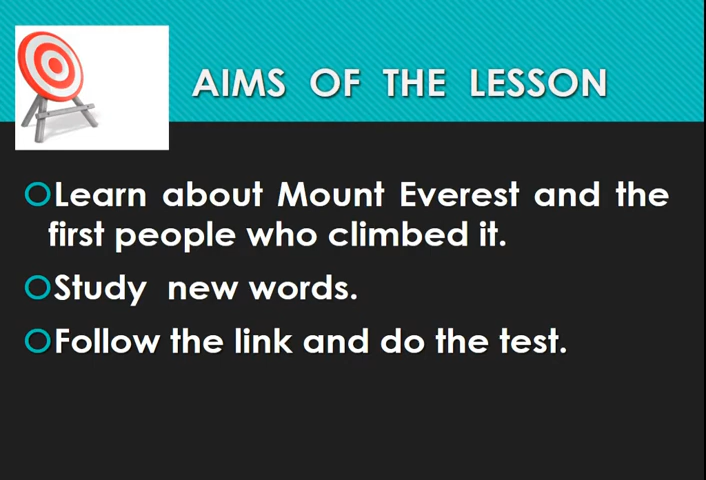 AIMS OF THE LESSON
Learn about Mount Everest and the
first people who climbed it.
Study new words.
Follow the link and do the test.